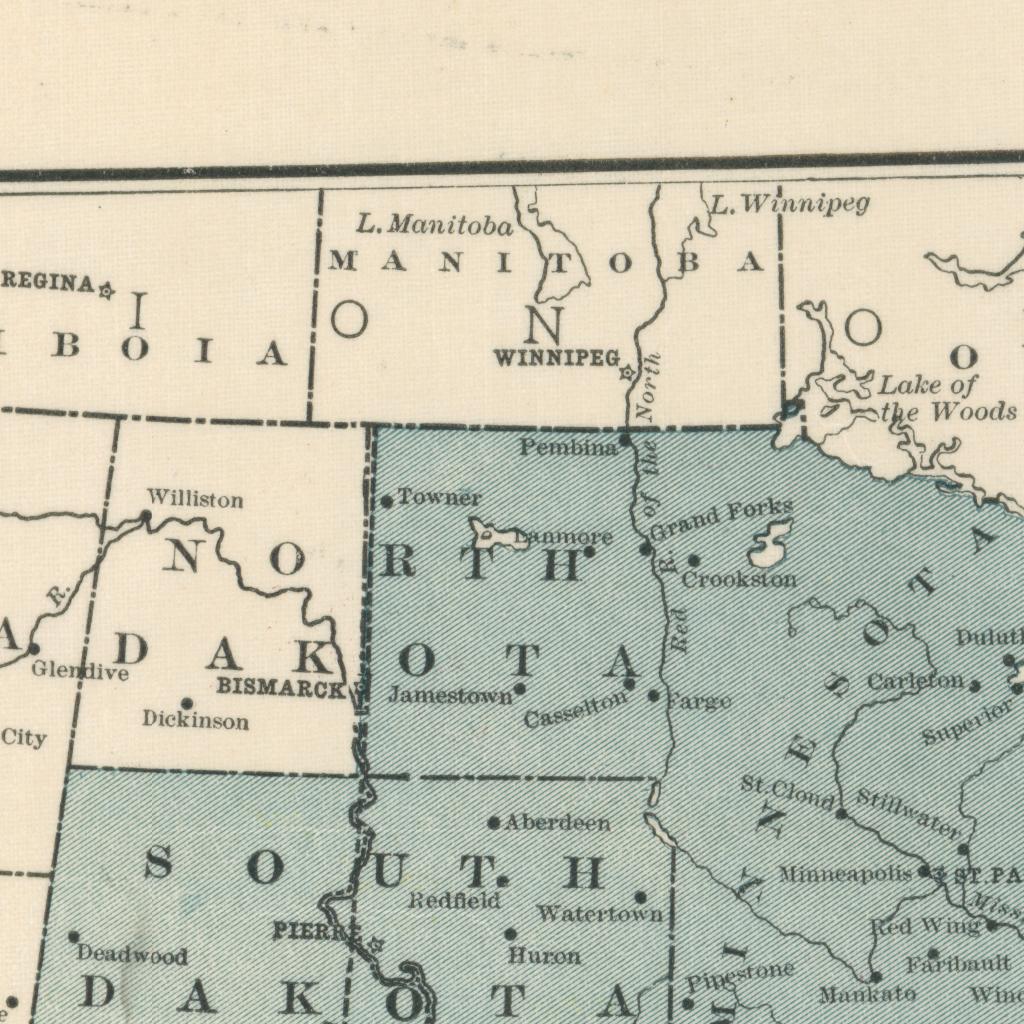 L. Manitoba
L. Winnipeg
MANITOBA
REGINA
I
BOIA
O
N
O
O
WINNIPEG
Lake of
the Woods
Red R. of the North
Pembina
Williston
Towner
Grand Forks
NORTH
Lanmore
Crookston
R.
DAKOTA
A
Glendive
Duluth
BISMARCK
Jamestown
Casselton
Fargo
Carleton
Dickinson
City
Superior
MINNESOTA
St. Cloud
Stillwater
Aberdeen
SOUTH
Minneapolis
ST. PA
Redfield
Watertown
Miss
Red Wing
PIERRE
Deadwood
Huron
Faribault
Pipestone
DAKOTA
Mankato
Wino
e